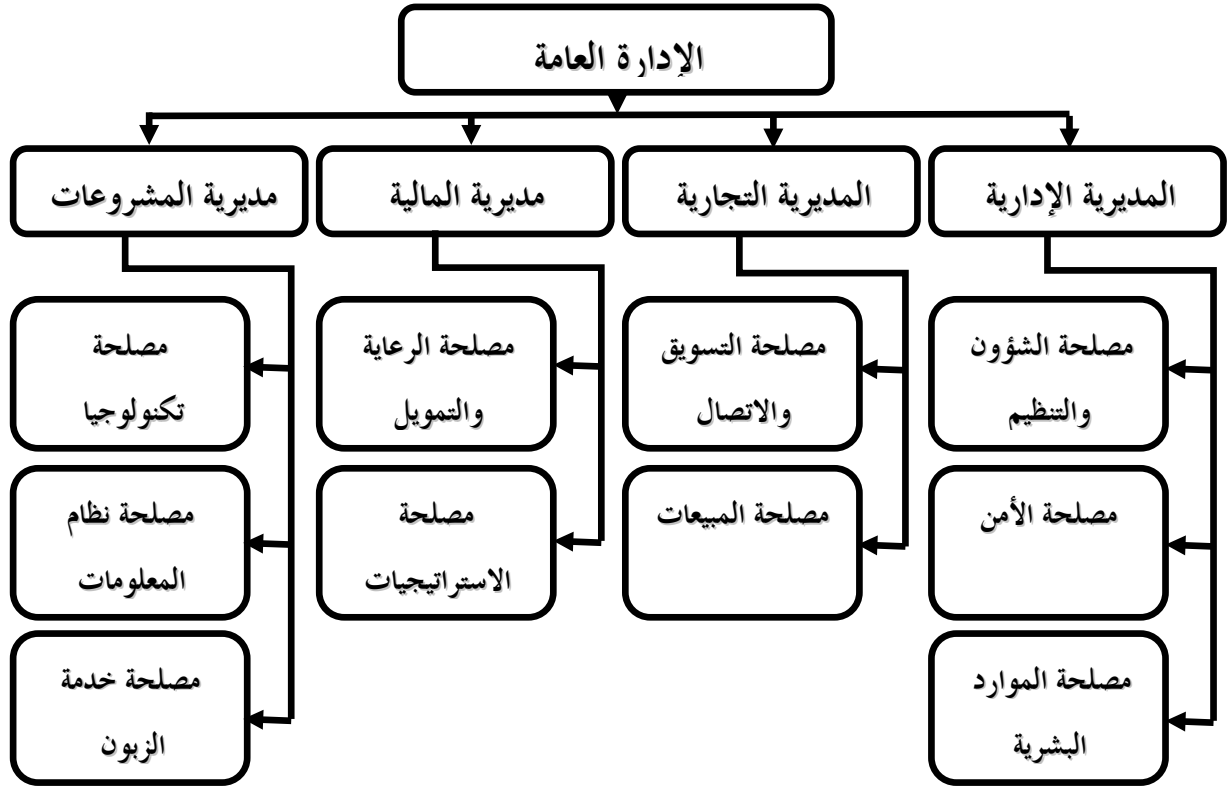 الإدارة العامة
المديرية الإدارية
المديرية التجارية
مديرية المالية
مديرية المشروعات
مصلحة الشؤون
والتنظيم
مصلحة التسويق
والاتصال
مصلحة الرعاية
والتمويل
مصلحة
تكنولوجيا
مصلحة الأمن
مصلحة المبيعات
مصلحة
الاستراتيجيات
مصلحة نظام
المعلومات
مصلحة الموارد
البشرية
مصلحة خدمة
الزبون